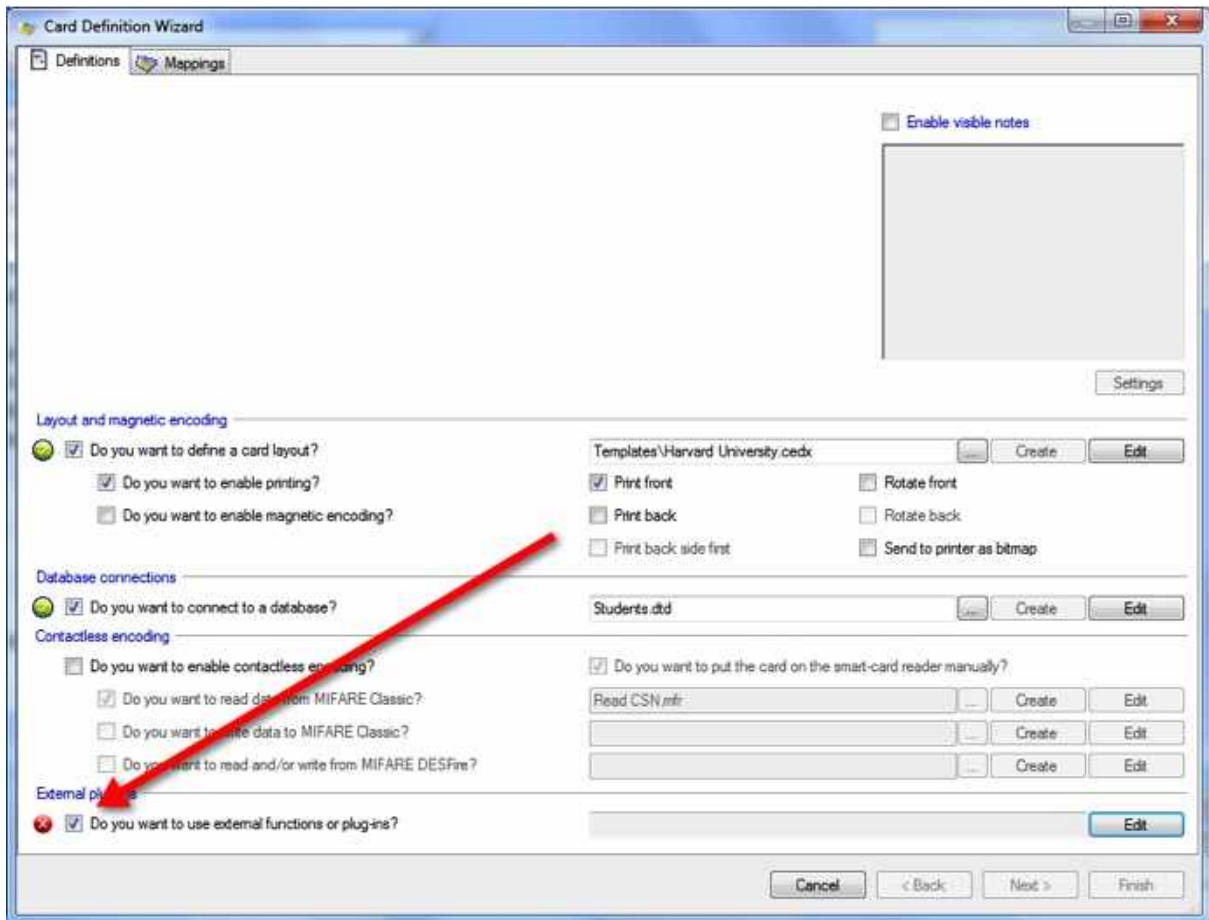 Card Definition Wizard
Definitions Mappings
Enable visible notes
Settings
Layout and magnetic encoding
Do you want to define a card layout? Templates\Harvard University.cedx ... Create Edit
Do you want to enable printing? Print front Rotate front
Do you want to enable magnetic encoding? Print back Rotate back
Print back side first Send to printer as bitmap
Database connections
Do you want to connect to a database? Students.dtd ... Create Edit
Contactless encoding
Do you want to enable contactless encoding? Do you want to put the card on the smart-card reader manually?
Do you want to read data from MIFARE Classic? Read CSN.mfr ... Create Edit
Do you want to write data to MIFARE Classic? ... Create Edit
Do you want to read and/or write from MIFARE DESFire? ... Create Edit
External
Do you want to use external functions or plug-ins? Edit
Cancel < Back Next > Finish